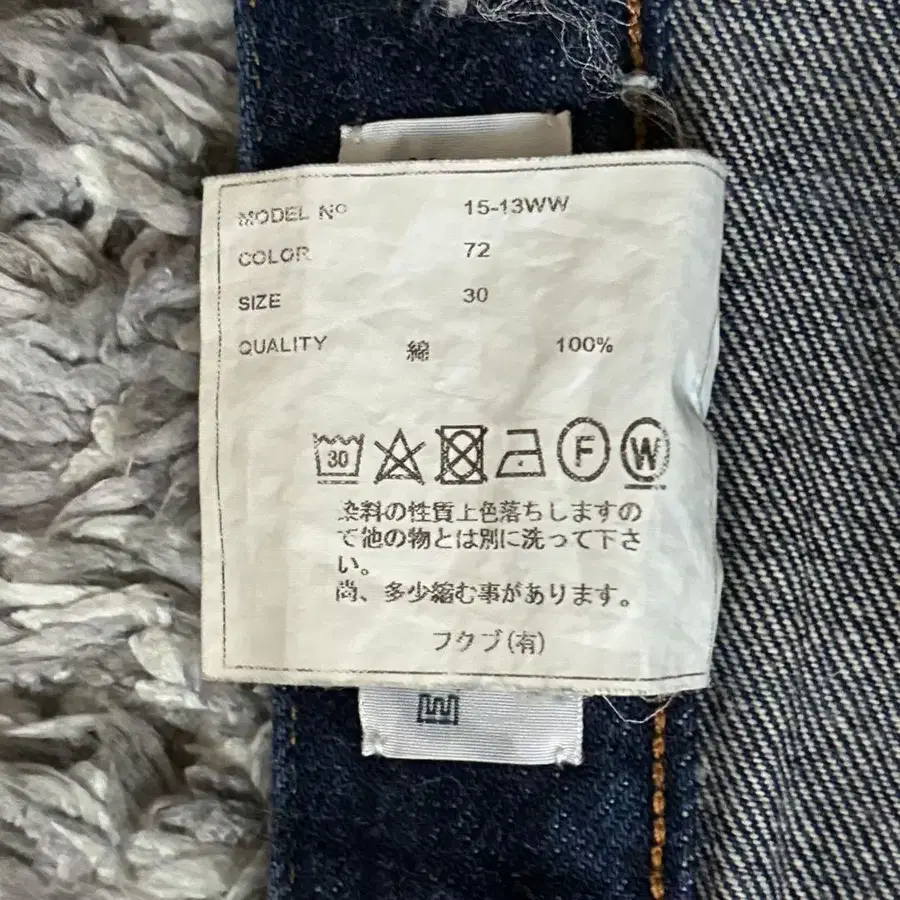 MODEL Nº 15-13WW
COLOR 72
SIZE 30
QUALITY 綿 100%
30 F W
染料の性質上色落ちしますの
で他の物とは別に洗って下さ
い。
尚、多少縮む事があります。
フクブ(有)